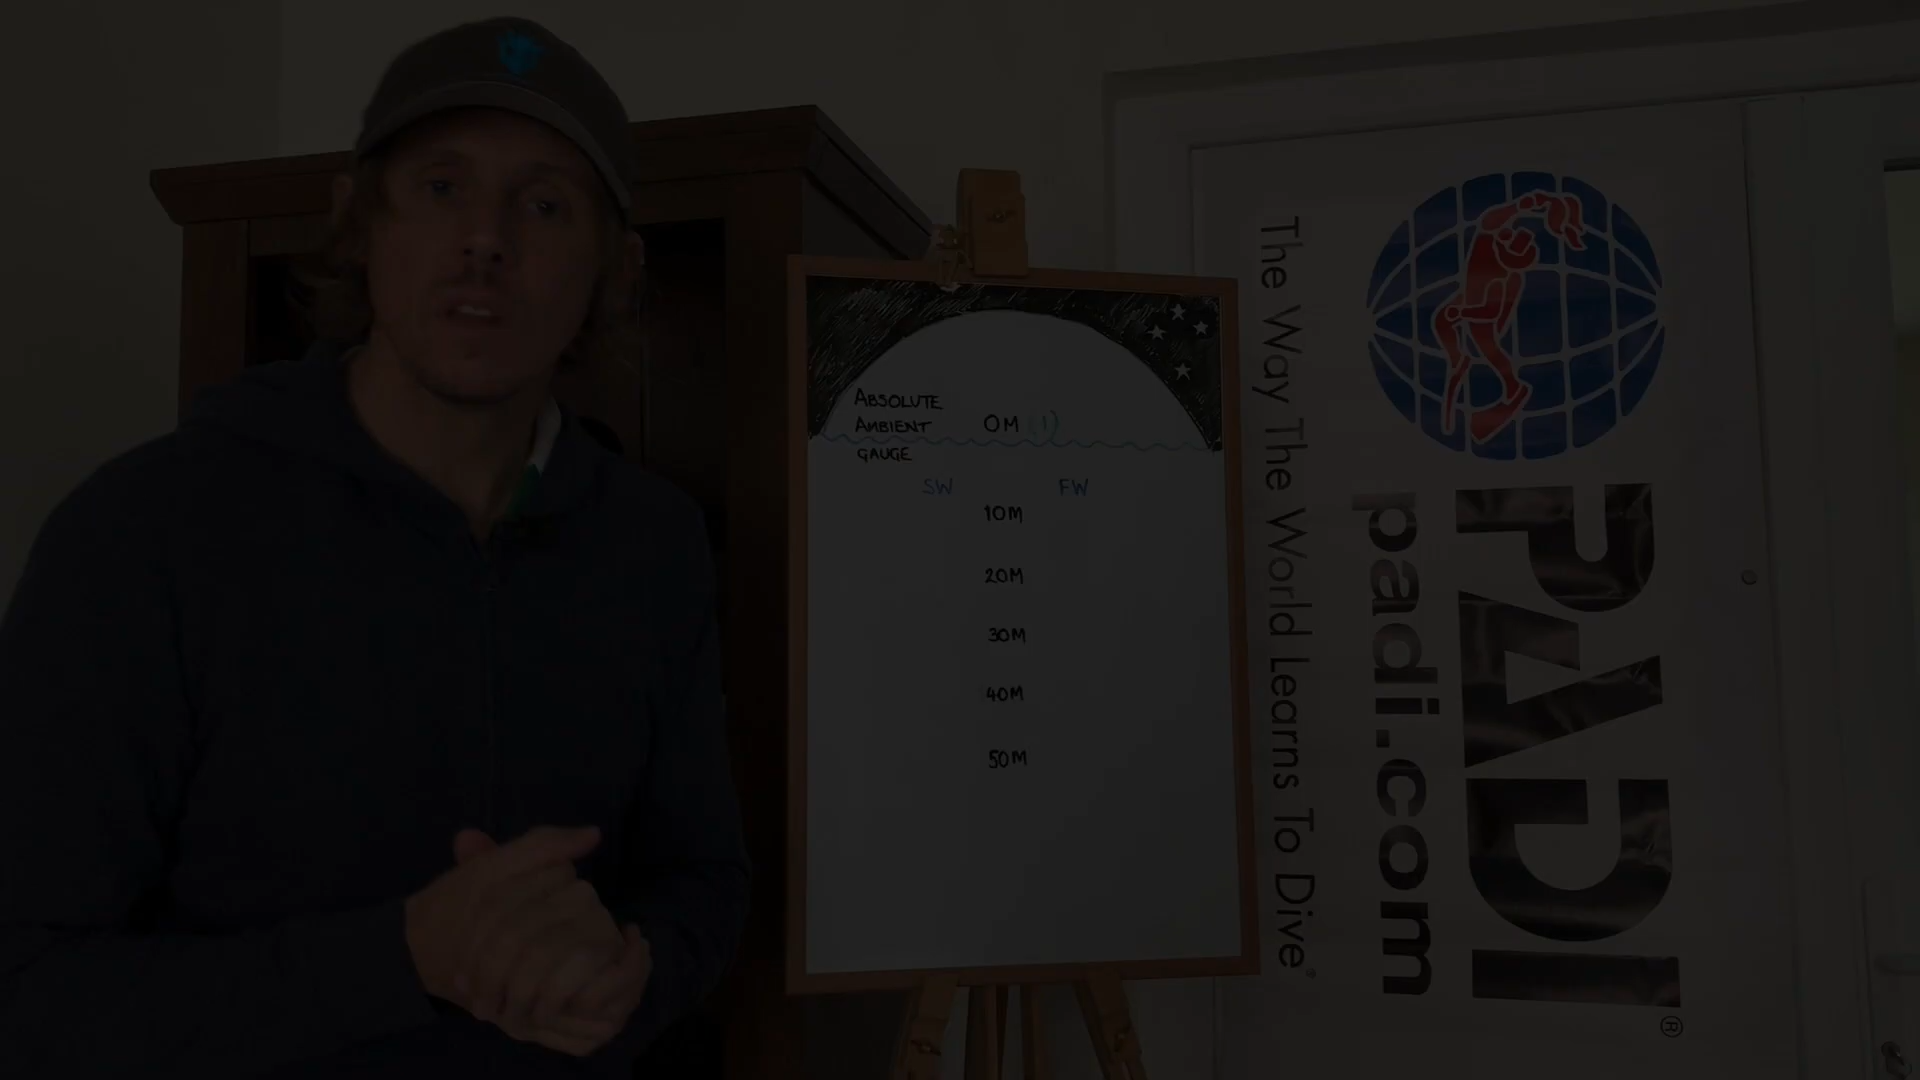 ABSOLUTE
AMBIENT 0M (1)
GAUGE
SW FW
10M
20M
30M
40M
50M
The Way The World Learns To Dive®
padi.com
PADI®